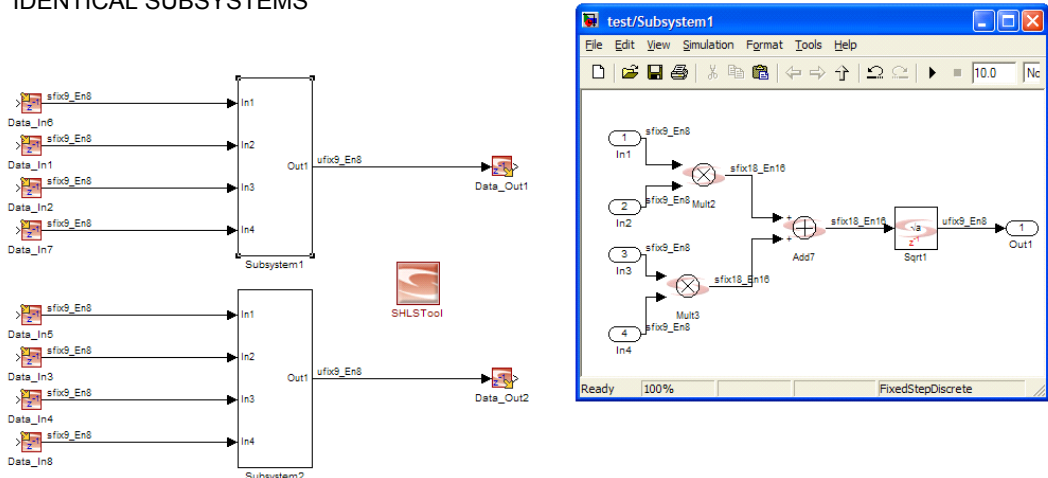 IDENTICAL SUBSYSTEMS
sfix9_En8
Data_In6
sfix9_En8
Data_In1
sfix9_En8
Data_In2
sfix9_En8
Data_In7
In1
In2
In3
In4
Out1
Subsystem1
ufix9_En8
Data_Out1
SHLSTool
sfix9_En8
Data_In5
sfix9_En8
Data_In3
sfix9_En8
Data_In4
sfix9_En8
Data_In8
In1
In2
In3
In4
Out1
Subsystem2
ufix9_En8
Data_Out2
test/Subsystem1
File Edit View Simulation Format Tools Help
10.0 Nc
1
In1
sfix9_En8
2
In2
sfix9_En8
Mult2
sfix18_En16
3
In3
sfix9_En8
4
In4
sfix9_En8
Mult3
sfix18_En16
+
+
Add7
sfix18_En16
√a
z-1
Sqrt1
ufix9_En8
1
Out1
Ready 100% FixedStepDiscrete